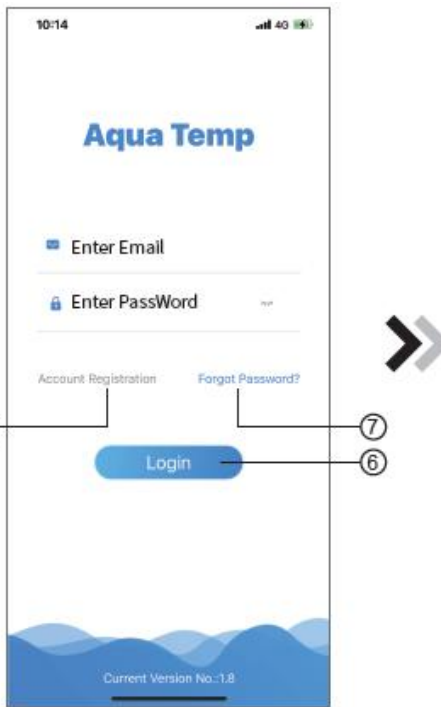 10:14 4G
Aqua Temp
Enter Email
Enter PassWord
Account Registration Forgot Password?
⑦
Login ⑥
Current Version No.:1.8